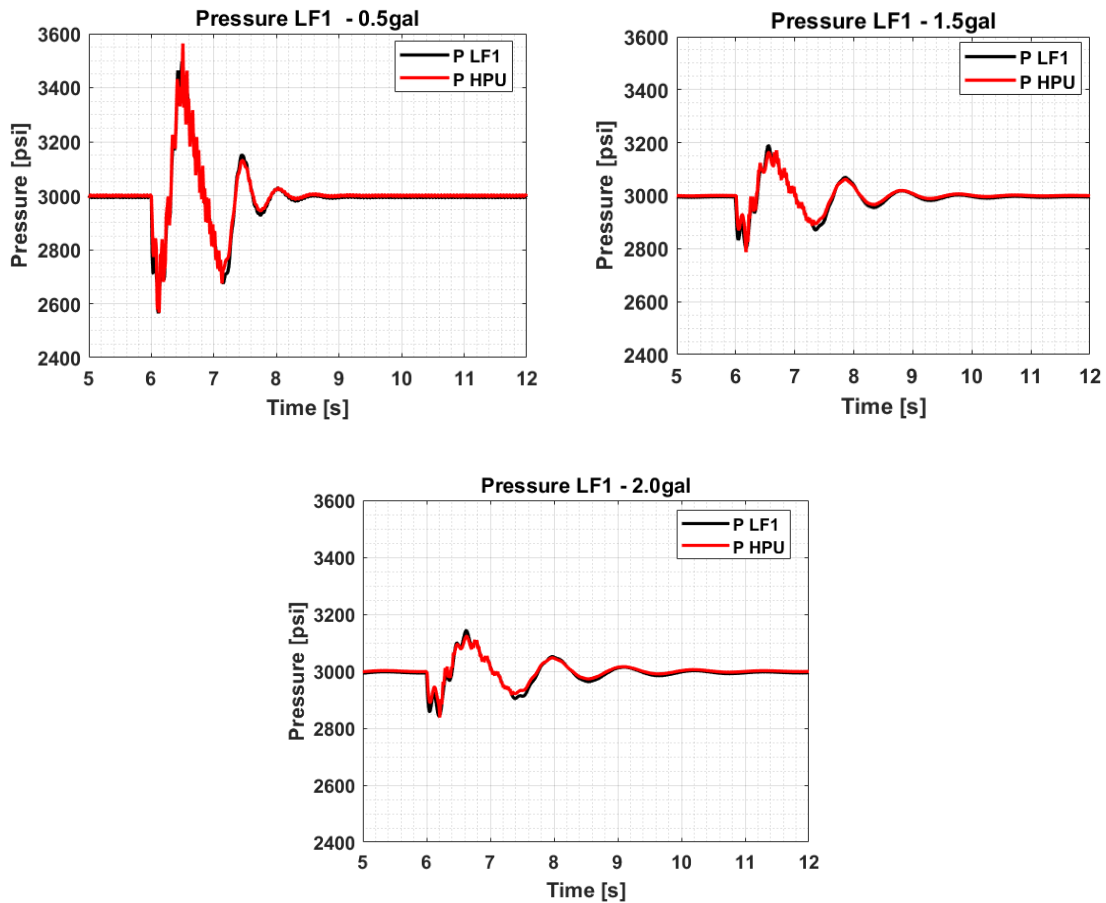 Pressure LF1 - 0.5gal
3600
3400
3200
3000
2800
2600
2400
Pressure [psi]
P LF1
P HPU
5 6 7 8 9 10 11 12
Time [s]
Pressure LF1 - 1.5gal
3600
3400
3200
3000
2800
2600
2400
Pressure [psi]
P LF1
P HPU
5 6 7 8 9 10 11 12
Time [s]
Pressure LF1 - 2.0gal
3600
3400
3200
3000
2800
2600
2400
Pressure [psi]
P LF1
P HPU
5 6 7 8 9 10 11 12
Time [s]